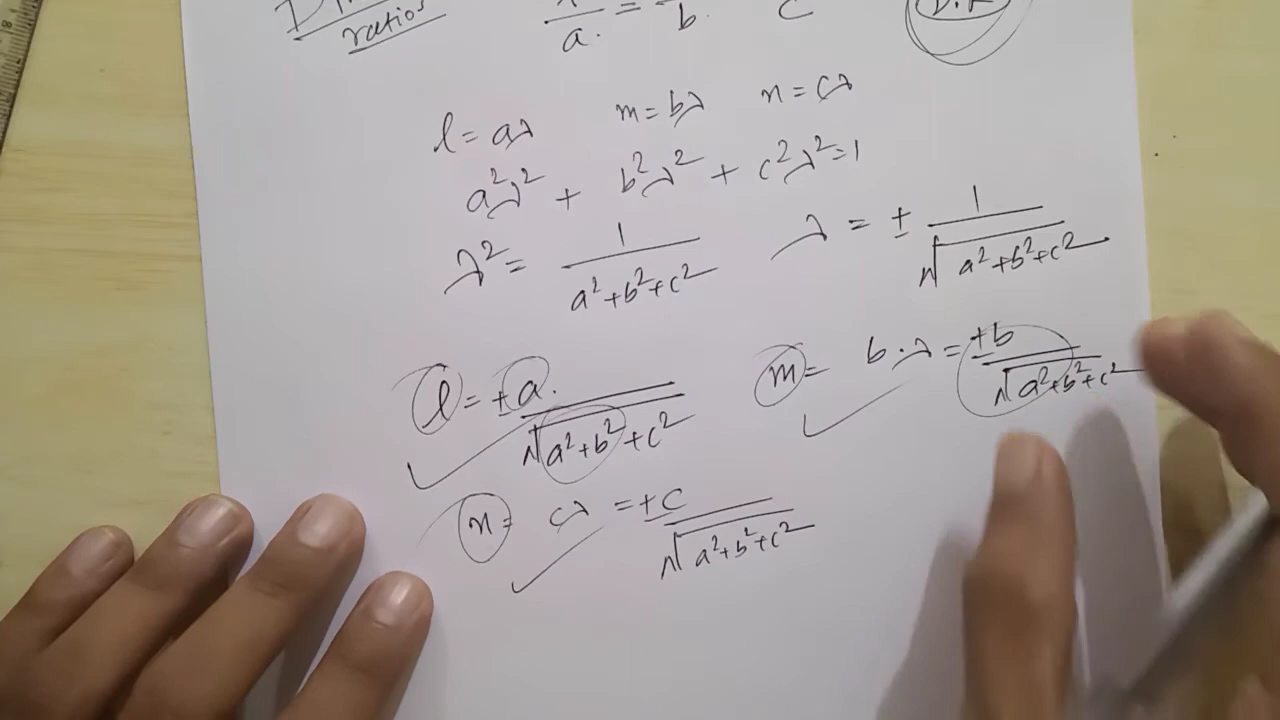 ratios
a. = b. c
l = aλ m = bλ n = cλ
a²λ² + b²λ² + c²λ² = 1
λ² = 1/(a²+b²+c²) λ = ± 1/√(a²+b²+c²)
l = ±a./√(a²+b²+c²) m = b.λ = ±b/√(a²+b²+c²)
n = cλ = ±c/√(a²+b²+c²)